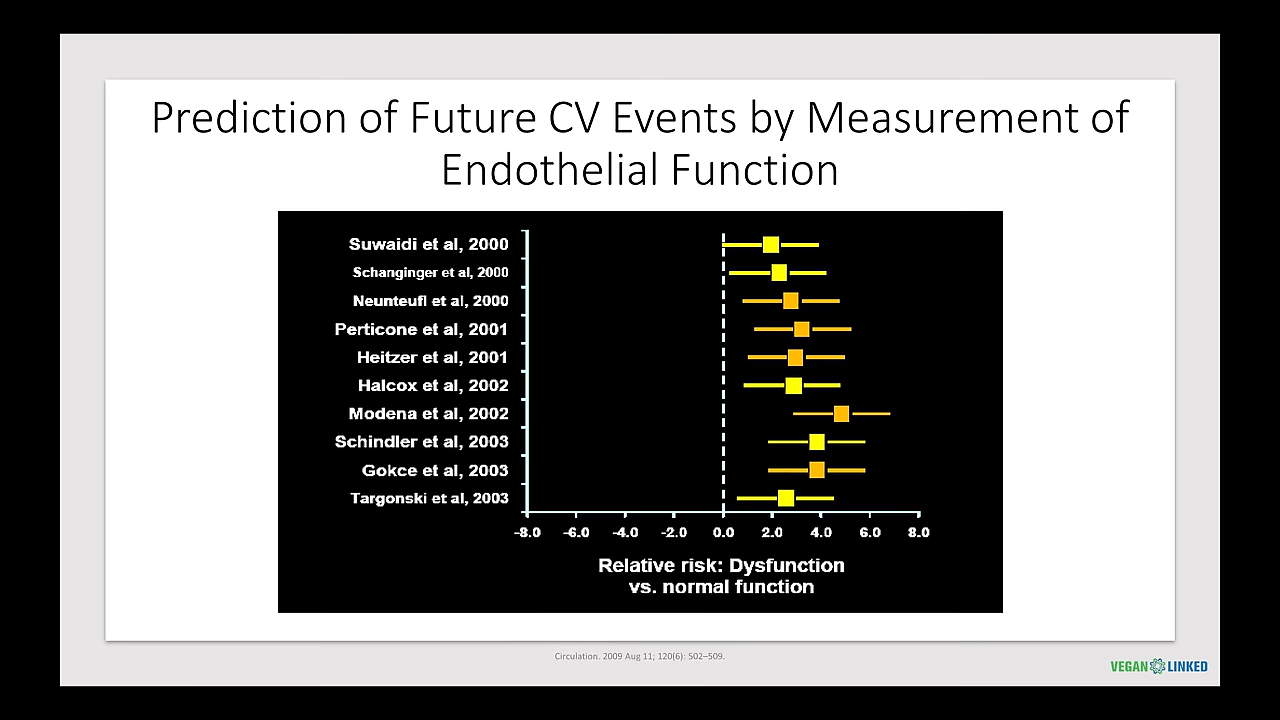 Prediction of Future CV Events by Measurement of
Endothelial Function
Suwaidi et al, 2000
Schanginger et al, 2000
Neunteufl et al, 2000
Perticone et al, 2001
Heitzer et al, 2001
Halcox et al, 2002
Modena et al, 2002
Schindler et al, 2003
Gokce et al, 2003
Targonski et al, 2003
-8.0 -6.0 -4.0 -2.0 0.0 2.0 4.0 6.0 8.0
Relative risk: Dysfunction
vs. normal function
Circulation. 2009 Aug 11; 120(6): 502–509.
VEGAN LINKED